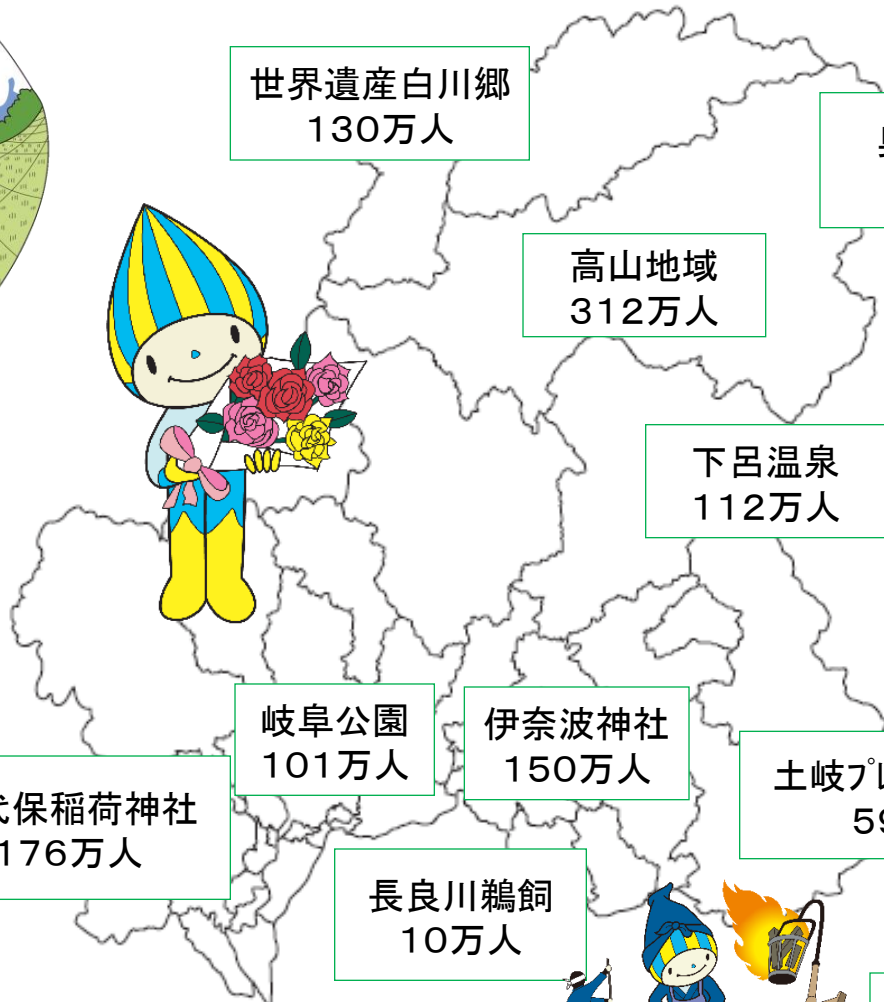 世界遺産白川郷
130万人
高山地域
312万人
下呂温泉
112万人
岐阜公園
101万人
伊奈波神社
150万人
土岐ﾌﾟﾚ
59
保稲荷神社
176万人
長良川鵜飼
10万人